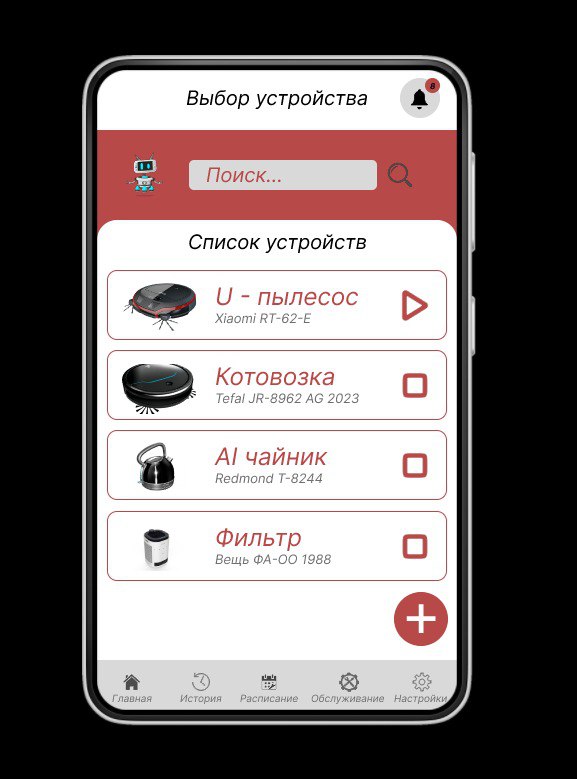 Выбор устройства
8
Поиск...
Список устройств
U - пылесос
Xiaomi RT-62-E
Котовозка
Tefal JR-8962 AG 2023
AI чайник
Redmond T-8244
Фильтр
Вещь ФА-ОО 1988
Главная
История
Расписание
Обслуживание
Настройки